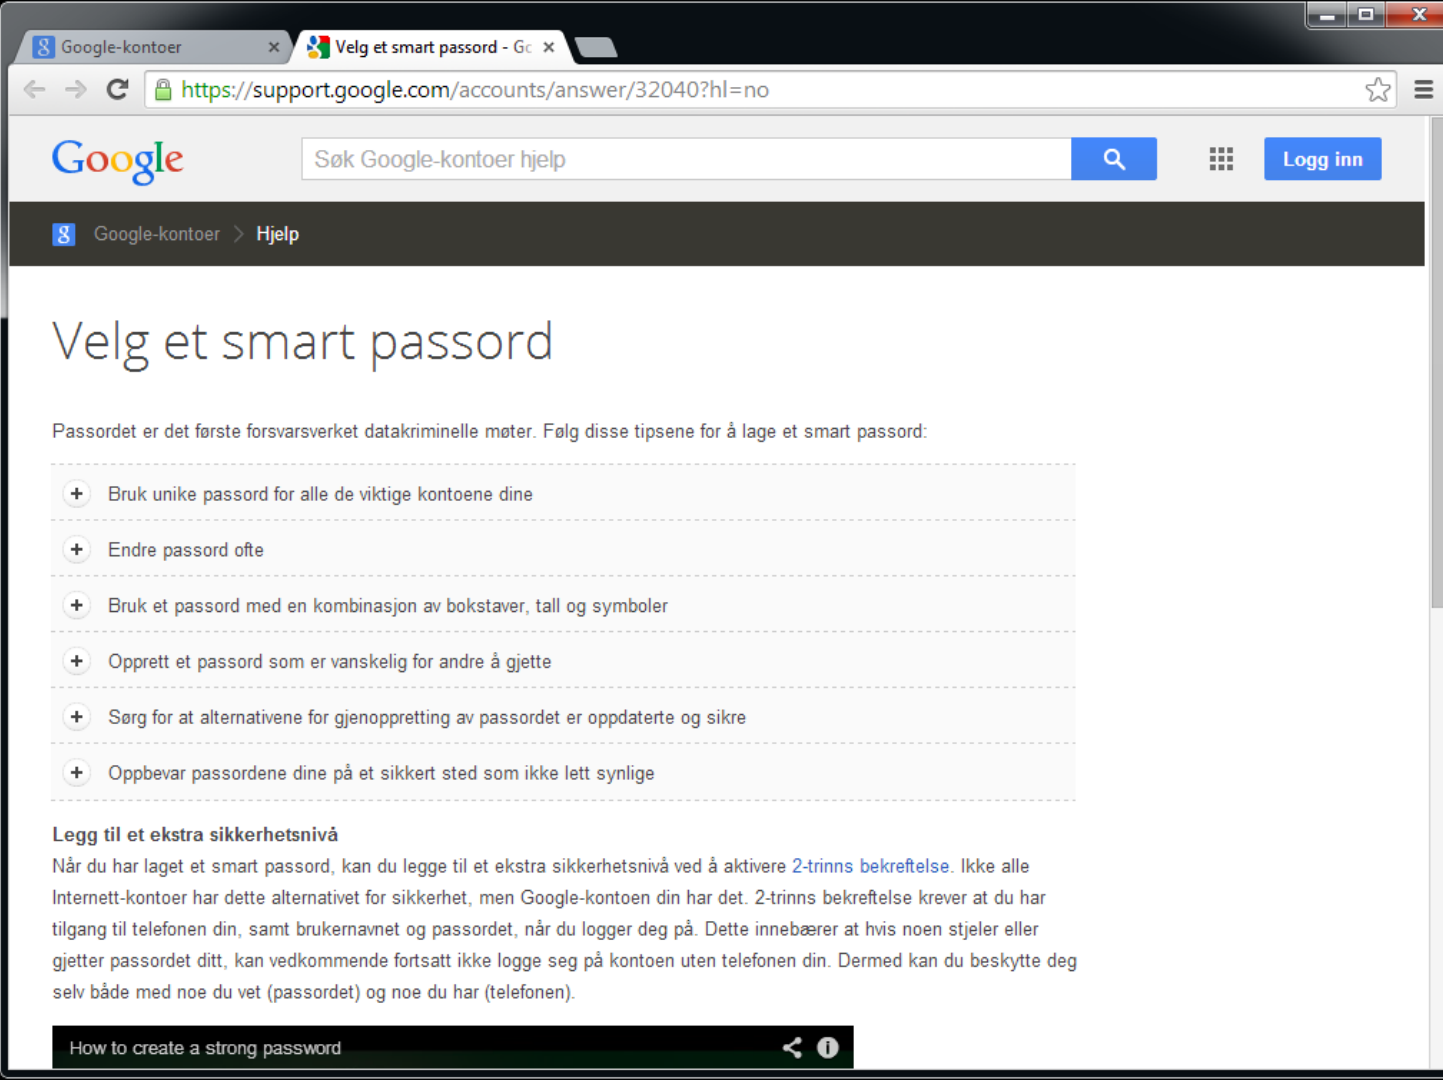 Google-kontoer
Velg et smart passord - Gc
https://support.google.com/accounts/answer/32040?hl=no
Google
Søk Google-kontoer hjelp
Logg inn
8 Google-kontoer > Hjelp
Velg et smart passord
Passordet er det første forsvarsverket datakriminelle møter. Følg disse tipsene for å lage et smart passord:
+ Bruk unike passord for alle de viktige kontoene dine
+ Endre passord ofte
+ Bruk et passord med en kombinasjon av bokstaver, tall og symboler
+ Opprett et passord som er vanskelig for andre å gjette
+ Sørg for at alternativene for gjenoppretting av passordet er oppdaterte og sikre
+ Oppbevar passordene dine på et sikkert sted som ikke lett synlige
Legg til et ekstra sikkerhetsnivå
Når du har laget et smart passord, kan du legge til et ekstra sikkerhetsnivå ved å aktivere 2-trinns bekreftelse. Ikke alle
Internett-kontoer har dette alternativet for sikkerhet, men Google-kontoen din har det. 2-trinns bekreftelse krever at du har
tilgang til telefonen din, samt brukernavnet og passordet, når du logger deg på. Dette innebærer at hvis noen stjeler eller
gjetter passordet ditt, kan vedkommende fortsatt ikke logge seg på kontoen uten telefonen din. Dermed kan du beskytte deg
selv både med noe du vet (passordet) og noe du har (telefonen).
How to create a strong password